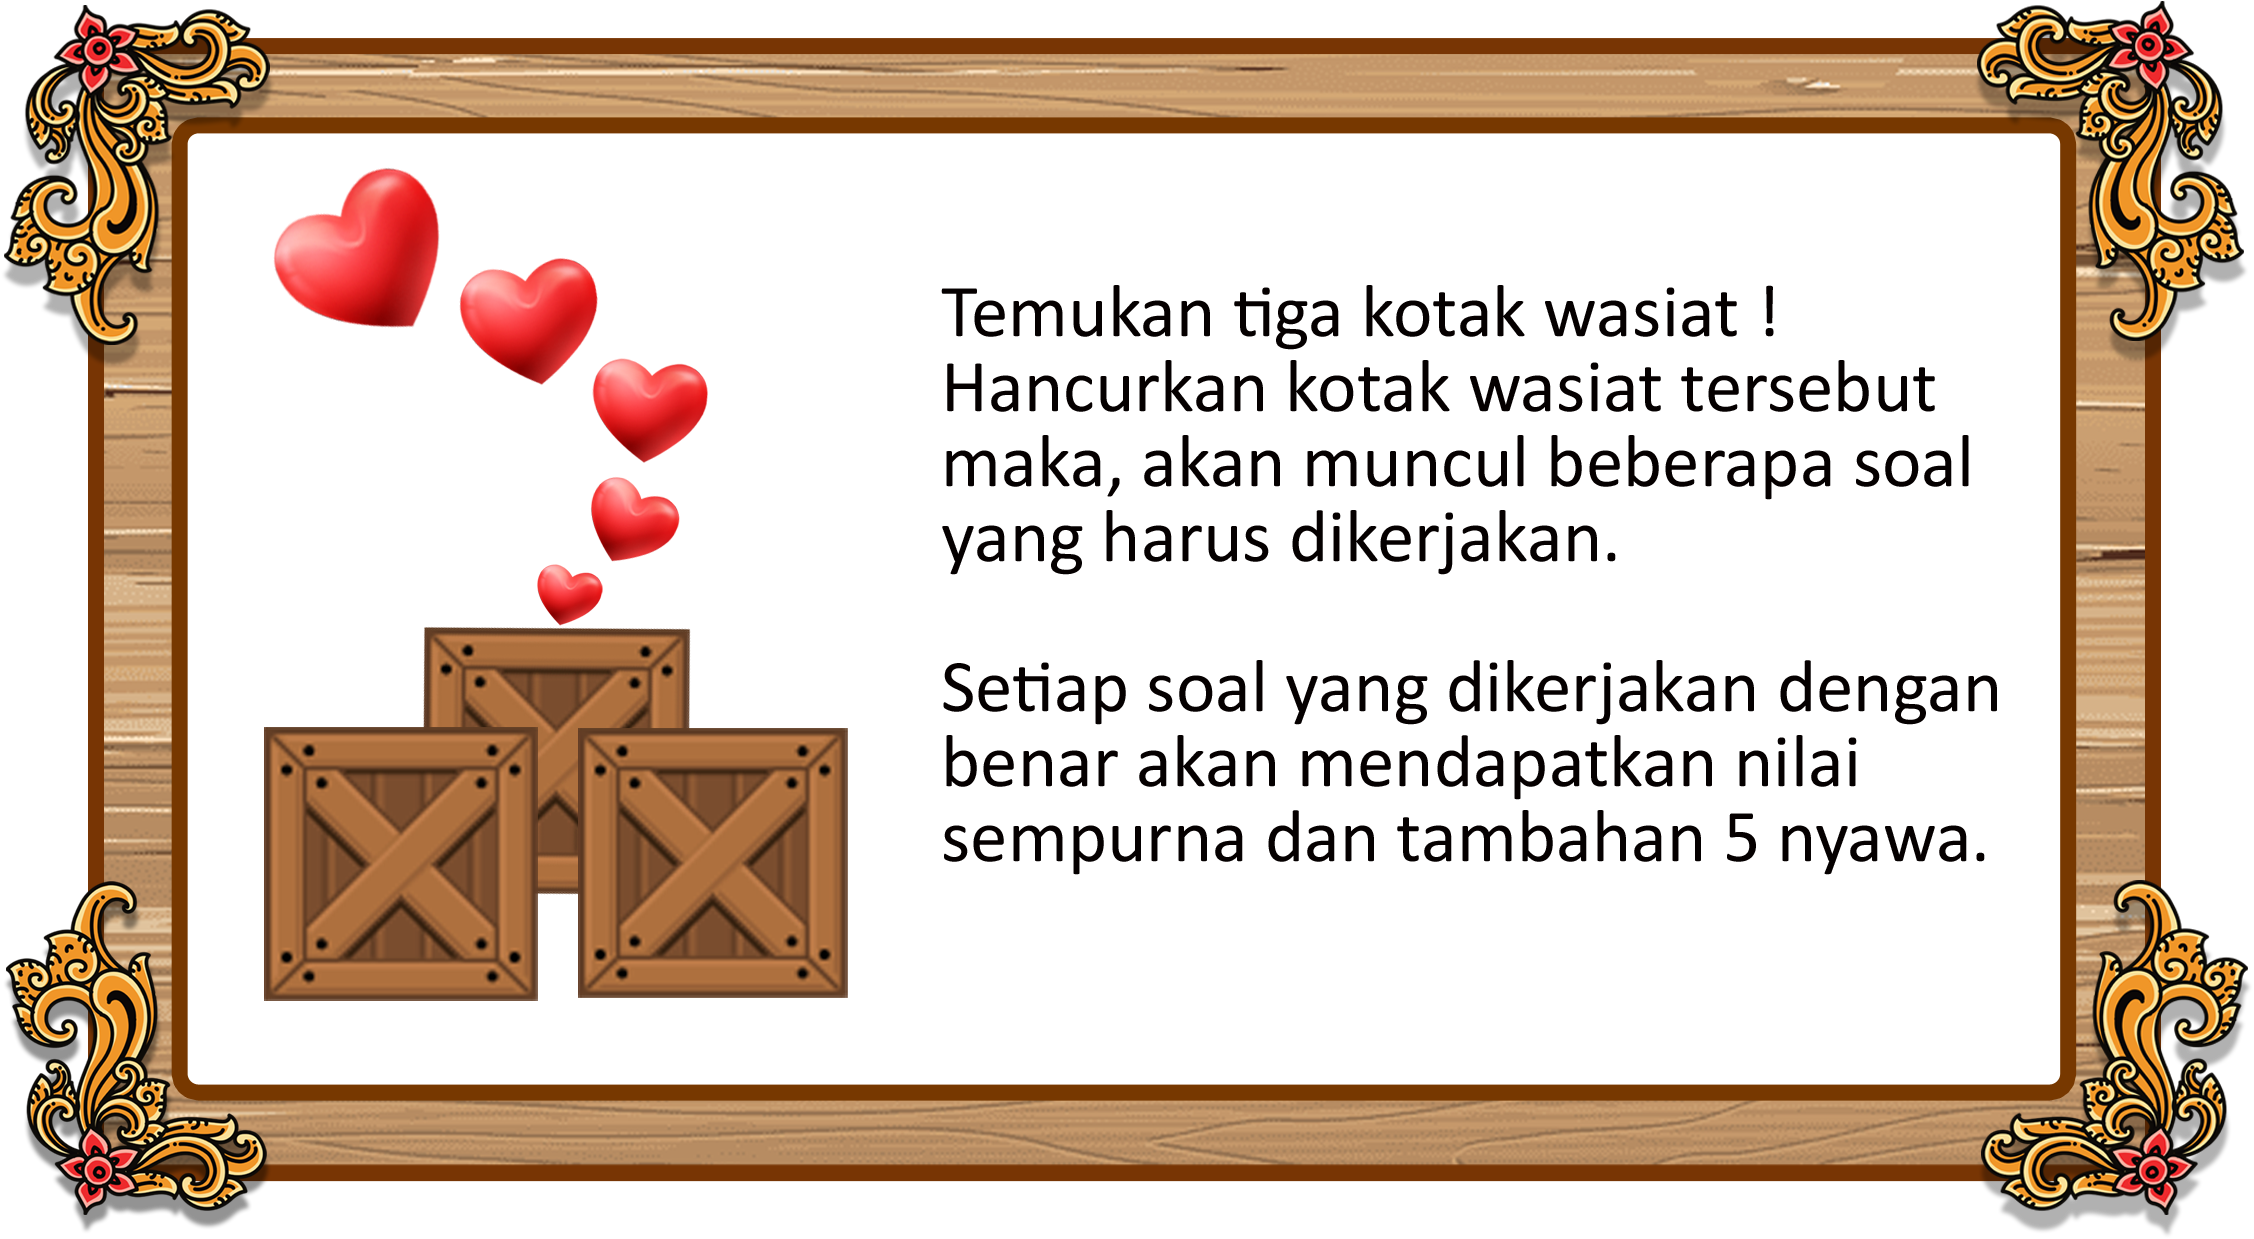 Temukan tiga kotak wasiat !
Hancurkan kotak wasiat tersebut
maka, akan muncul beberapa soal
yang harus dikerjakan.
Setiap soal yang dikerjakan dengan
benar akan mendapatkan nilai
sempurna dan tambahan 5 nyawa.